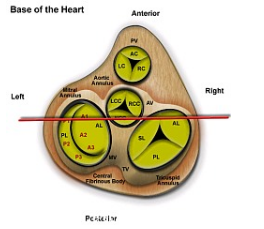 Base of the Heart
Anterior
PV
AC
LC RC
Aortic
Annulus
Mitral
Annulus
Left
Right
LCC RCC AV
A1
AL
AL
PL
A2
SL
P2
A3
P3
PL
MV
TV
Central
Fibrinous Body
Tricuspid
Annulus
Posterior